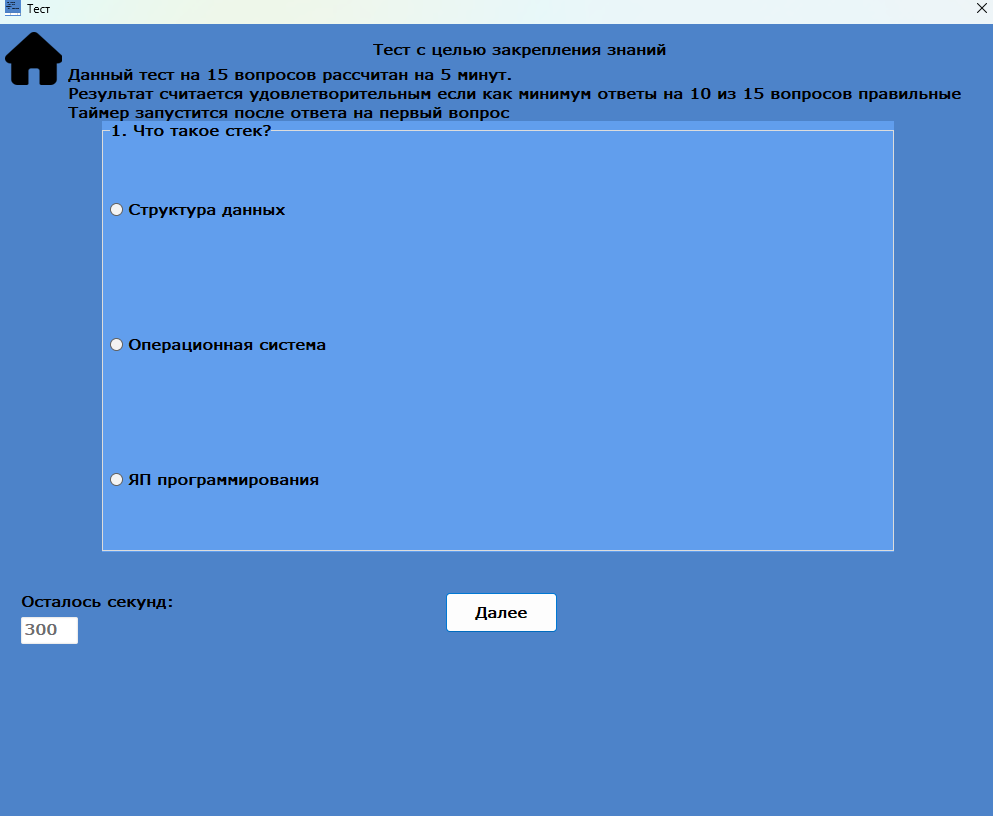 Тест
Тест с целью закрепления знаний
Данный тест на 15 вопросов рассчитан на 5 минут.
Результат считается удовлетворительным если как минимум ответы на 10 из 15 вопросов правильные
Таймер запустится после ответа на первый вопрос
1. Что такое стек?
Структура данных
Операционная система
ЯП программирования
Осталось секунд:
300
Далее